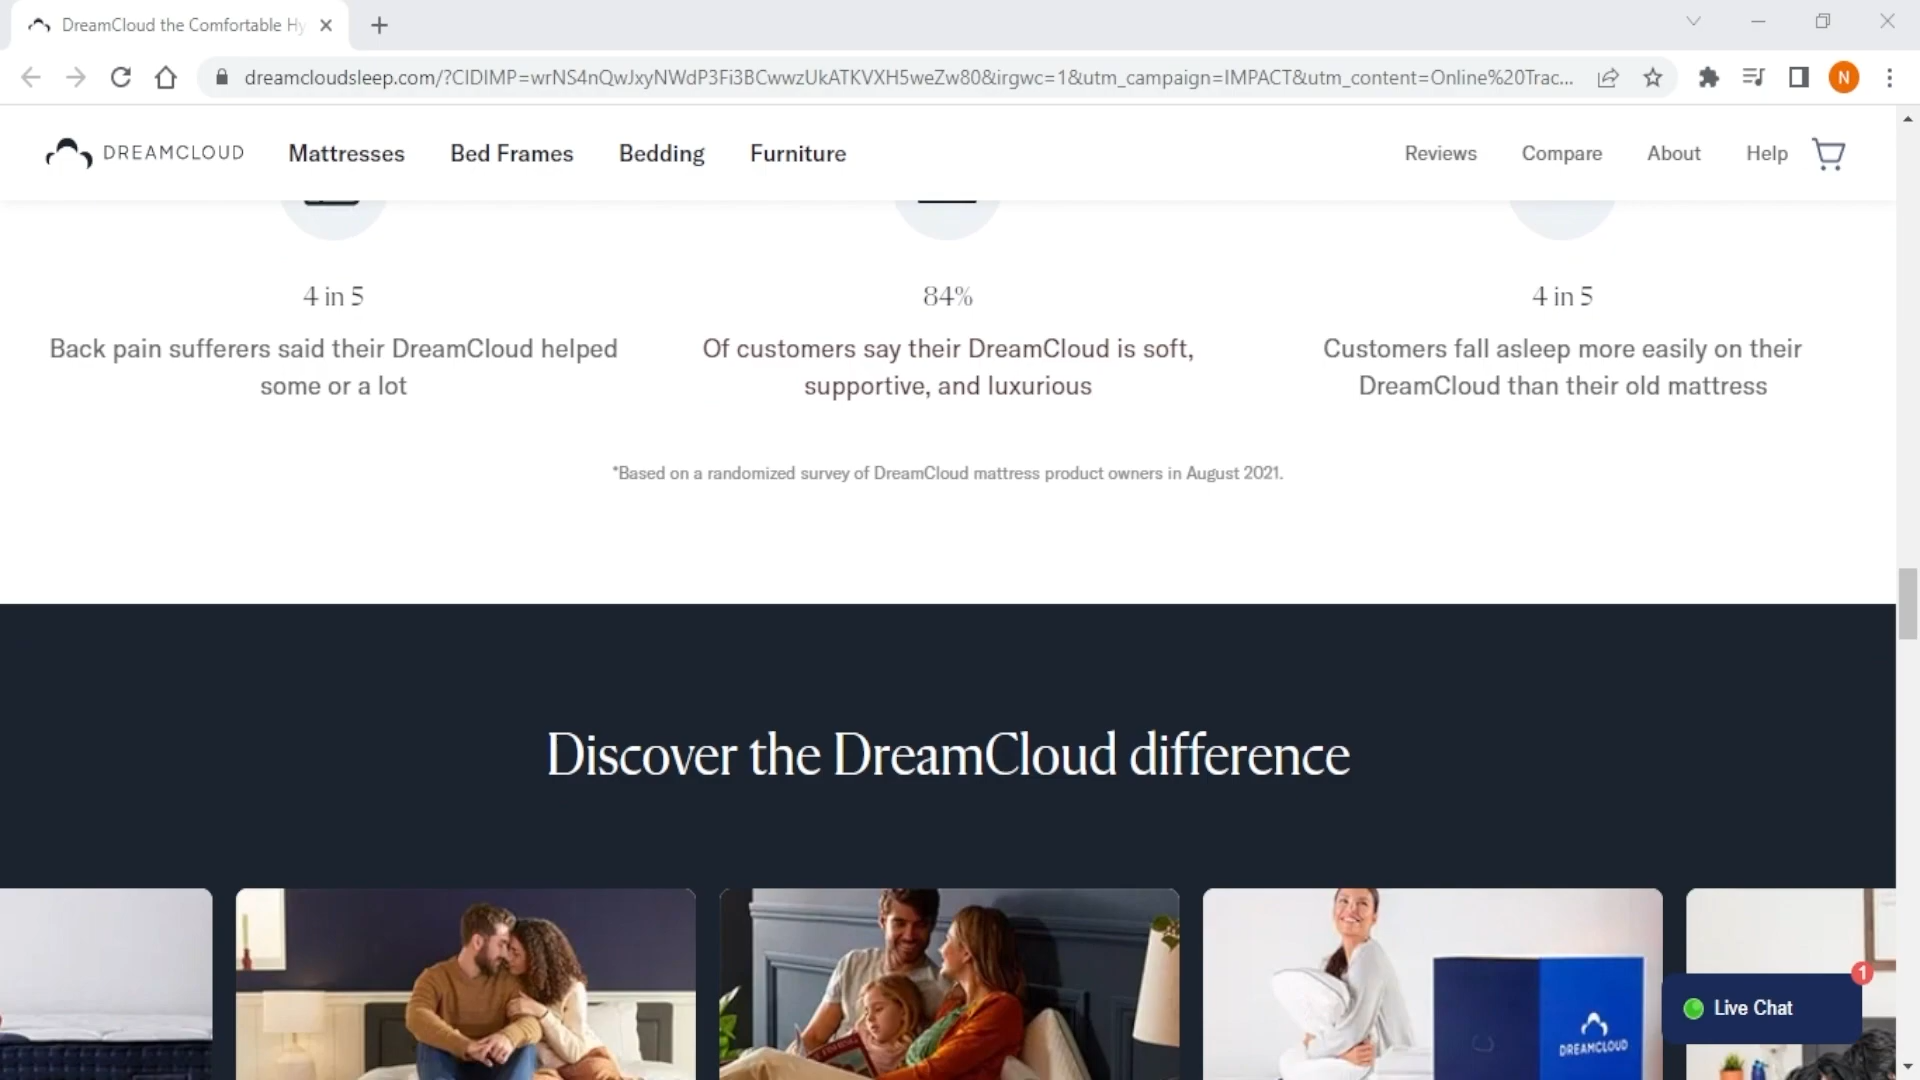 DreamCloud the Comfortable Hy
dreamcloudsleep.com/?CIDIMP=wrNS4nQwJxyNWdP3Fi3BCwwzUkATKVXH5weZw80&irgwc=1&utm_campaign=IMPACT&utm_content=Online%20Trac...
N
DREAMCLOUD
Mattresses
Bed Frames
Bedding
Furniture
Reviews
Compare
About
Help
4 in 5
Back pain sufferers said their DreamCloud helped
some or a lot
84%
Of customers say their DreamCloud is soft,
supportive, and luxurious
4 in 5
Customers fall asleep more easily on their
DreamCloud than their old mattress
*Based on a randomized survey of DreamCloud mattress product owners in August 2021.
Discover the DreamCloud difference
DREAMCLOUD
1
Live Chat